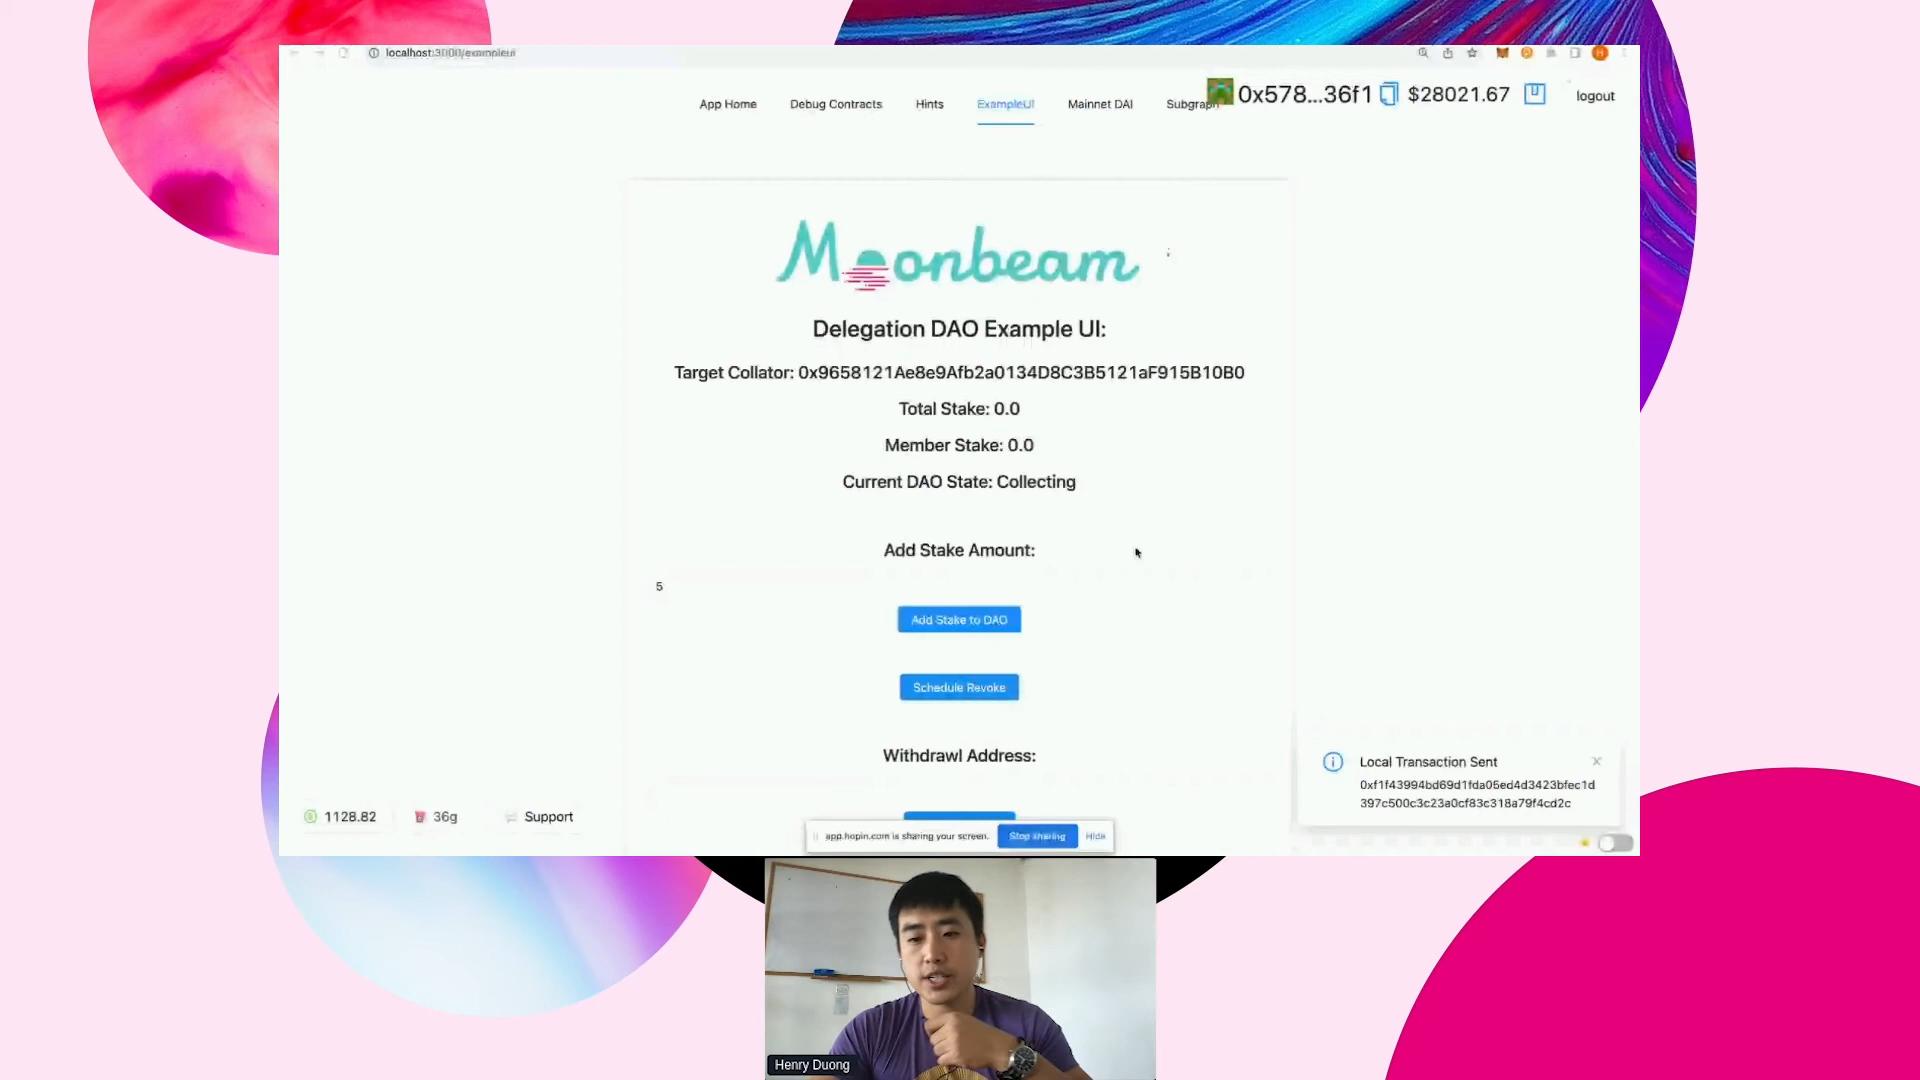 localhost:3000/exampleui
App Home Debug Contracts Hints ExampleUI Mainnet DAI Subgraph
0x578...36f1 $28021.67 logout
Moonbeam
Delegation DAO Example UI:
Target Collator: 0x9658121Ae8e9Afb2a0134D8C3B5121aF915B10B0
Total Stake: 0.0
Member Stake: 0.0
Current DAO State: Collecting
Add Stake Amount:
5
Add Stake to DAO
Schedule Revoke
Withdrawl Address:
Local Transaction Sent
0xf1f43994bd69d1fda05ed4d3423bfec1d
397c500c3c23a0cf83c318a79f4cd2c
1128.82 36g Support
app.hopin.com is sharing your screen. Stop sharing Hide
Henry Duong